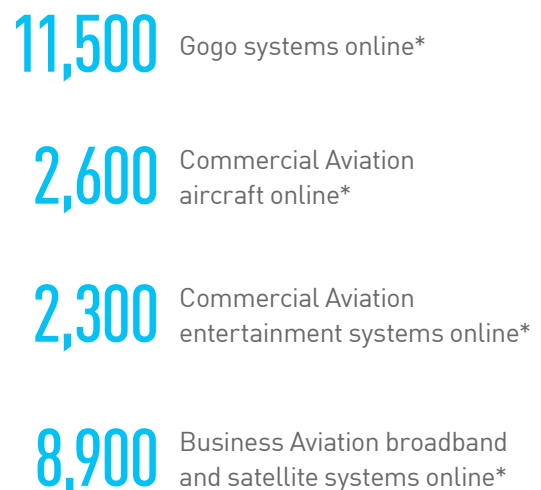 11,500 Gogo systems online*
2,600 Commercial Aviation
aircraft online*
2,300 Commercial Aviation
entertainment systems online*
8,900 Business Aviation broadband
and satellite systems online*